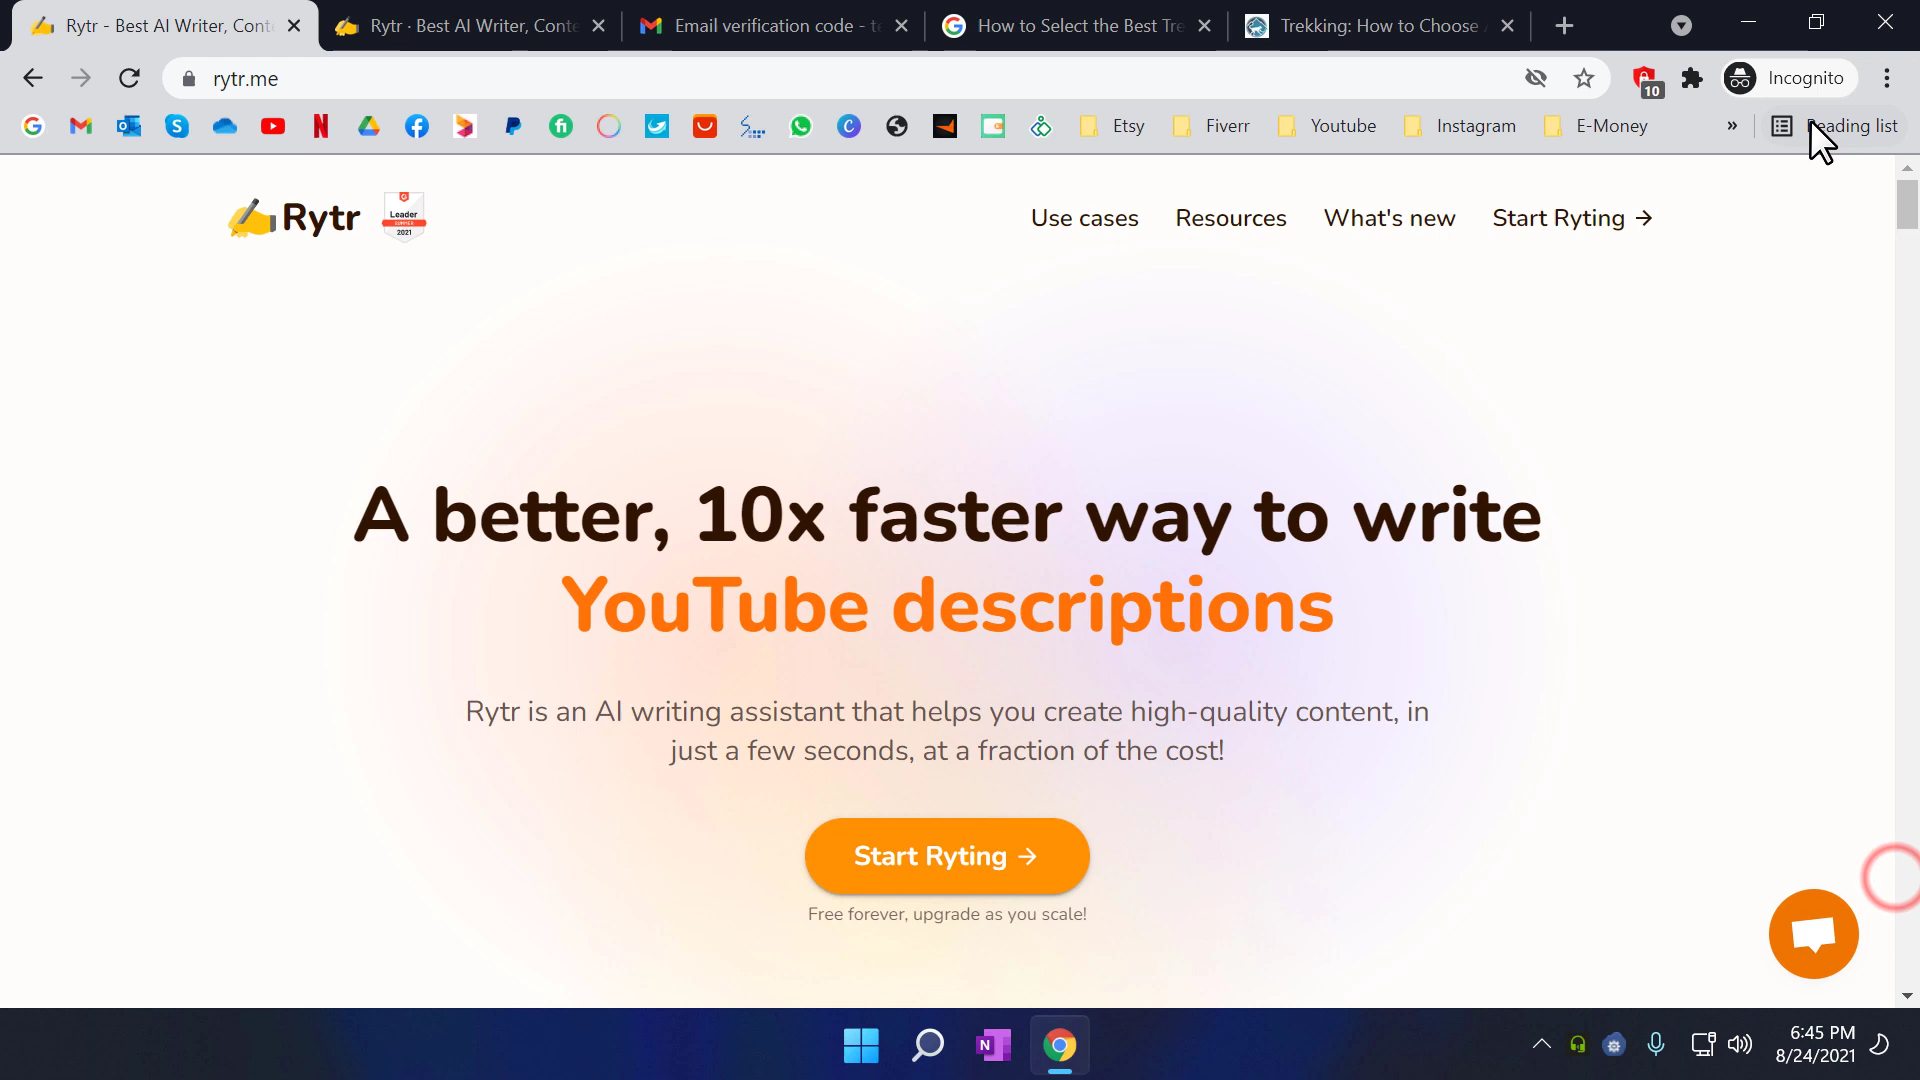 Rytr - Best AI Writer, Conte
Rytr · Best AI Writer, Conte
Email verification code - te
How to Select the Best Tre
Trekking: How to Choose A
rytr.me
10
Incognito
Etsy
Fiverr
Youtube
Instagram
E-Money
»
Reading list
Rytr
Leader
SUMMER
2021
Use cases
Resources
What's new
Start Ryting →
A better, 10x faster way to write
YouTube descriptions
Rytr is an AI writing assistant that helps you create high-quality content, in
just a few seconds, at a fraction of the cost!
Start Ryting →
Free forever, upgrade as you scale!
6:45 PM
8/24/2021